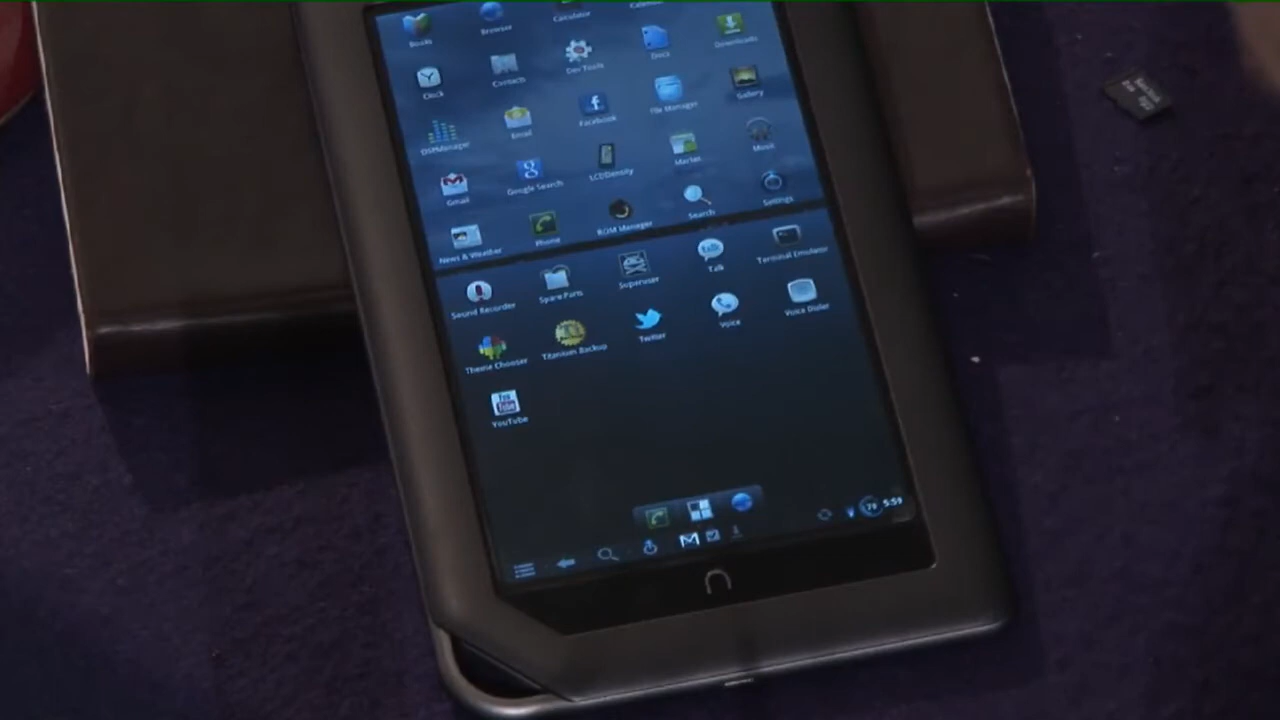 Books
Browser
Calculator
Calendar
Clock
Contacts
Dev Tools
Docs
Downloads
DSPManager
Email
Facebook
File Manager
Gallery
Gmail
Google Search
LCDDensity
Market
Music
News & Weather
Phone
ROM Manager
Search
Settings
Sound Recorder
Spare Parts
Superuser
Talk
Terminal Emulator
Theme Chooser
Titanium Backup
Twitter
Voice
Voice Dialer
YouTube
5:59
SanDisk